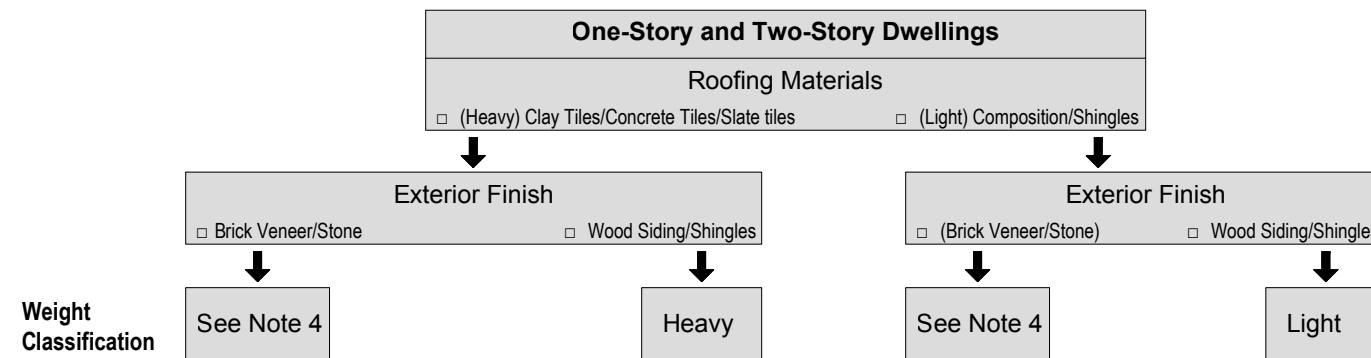 One-Story and Two-Story Dwellings
Roofing Materials
□ (Heavy) Clay Tiles/Concrete Tiles/Slate tiles □ (Light) Composition/Shingles
Exterior Finish Exterior Finish
□ Brick Veneer/Stone □ Wood Siding/Shingles □ (Brick Veneer/Stone) □ Wood Siding/Shingle
Weight
Classification
See Note 4 Heavy See Note 4 Light